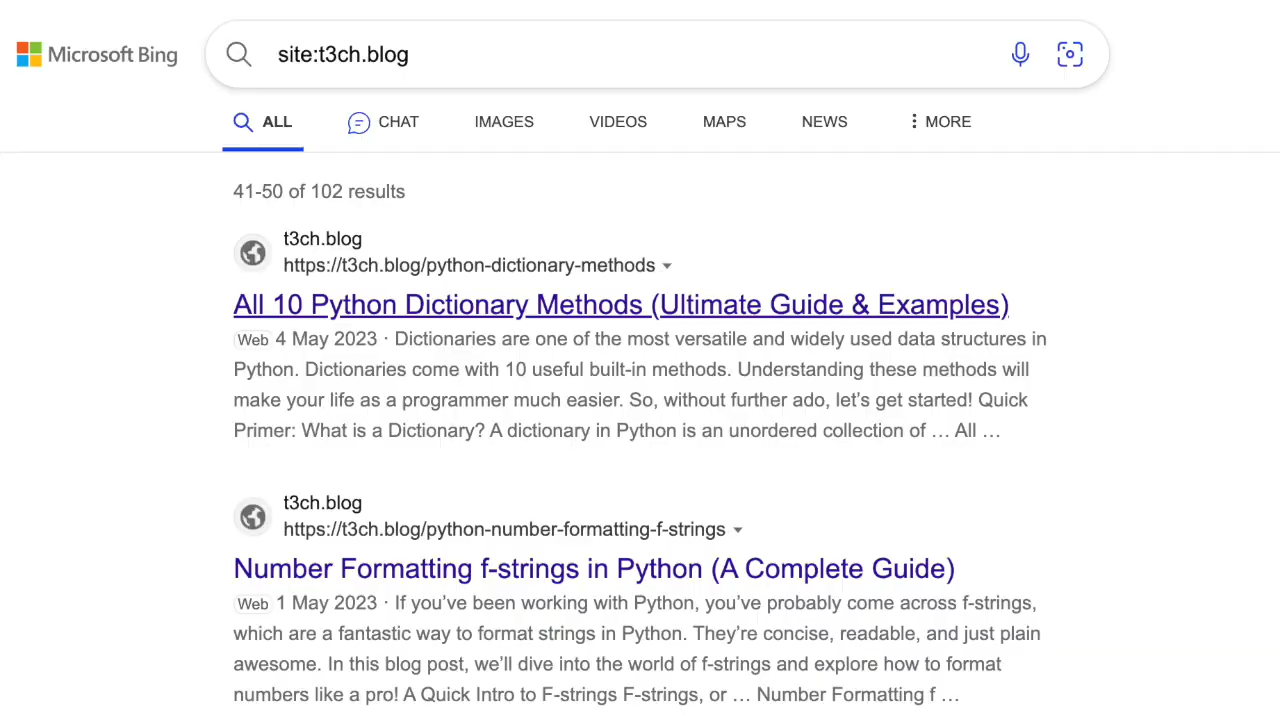 Microsoft Bing
site:t3ch.blog
ALL CHAT IMAGES VIDEOS MAPS NEWS MORE
41-50 of 102 results
t3ch.blog
https://t3ch.blog/python-dictionary-methods
All 10 Python Dictionary Methods (Ultimate Guide & Examples)
Web 4 May 2023 · Dictionaries are one of the most versatile and widely used data structures in
Python. Dictionaries come with 10 useful built-in methods. Understanding these methods will
make your life as a programmer much easier. So, without further ado, let’s get started! Quick
Primer: What is a Dictionary? A dictionary in Python is an unordered collection of … All …
t3ch.blog
https://t3ch.blog/python-number-formatting-f-strings
Number Formatting f-strings in Python (A Complete Guide)
Web 1 May 2023 · If you’ve been working with Python, you’ve probably come across f-strings,
which are a fantastic way to format strings in Python. They’re concise, readable, and just plain
awesome. In this blog post, we’ll dive into the world of f-strings and explore how to format
numbers like a pro! A Quick Intro to F-strings F-strings, or … Number Formatting f …